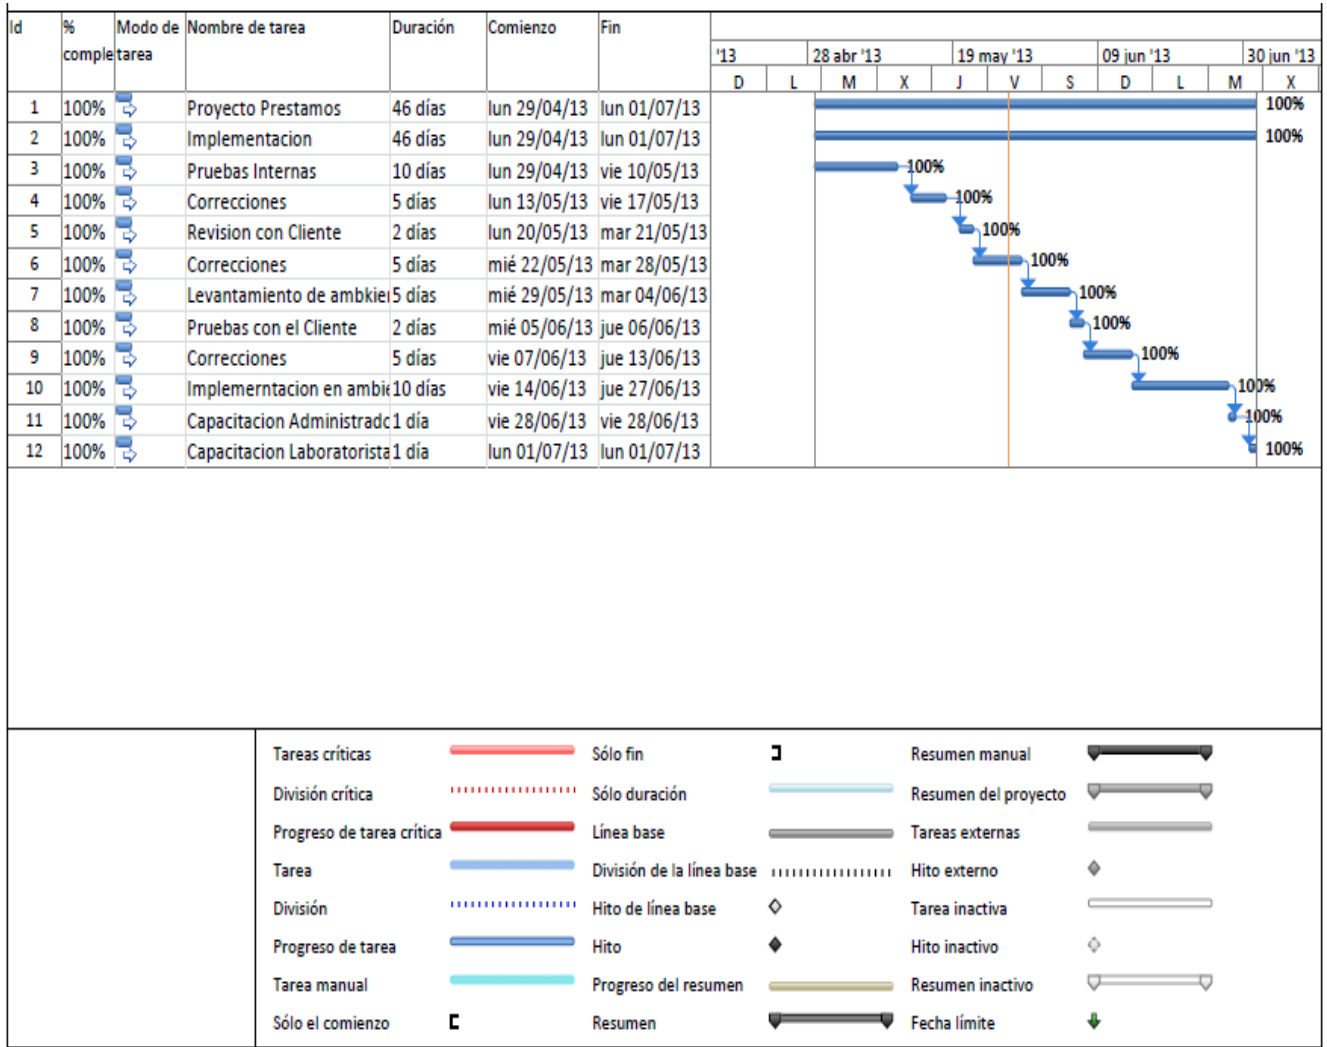 Id % Modo de Nombre de tarea Duración Comienzo Fin
comple tarea
'13 28 abr '13 19 may '13 09 jun '13 30 jun '13
D L M X J V S D L M X
1 100% Proyecto Prestamos 46 días lun 29/04/13 lun 01/07/13 100%
2 100% Implementacion 46 días lun 29/04/13 lun 01/07/13 100%
3 100% Pruebas Internas 10 días lun 29/04/13 vie 10/05/13 100%
4 100% Correcciones 5 días lun 13/05/13 vie 17/05/13 100%
5 100% Revision con Cliente 2 días lun 20/05/13 mar 21/05/13 100%
6 100% Correcciones 5 días mié 22/05/13 mar 28/05/13 100%
7 100% Levantamiento de ambkier 5 días mié 29/05/13 mar 04/06/13 100%
8 100% Pruebas con el Cliente 2 días mié 05/06/13 jue 06/06/13 100%
9 100% Correcciones 5 días vie 07/06/13 jue 13/06/13 100%
10 100% Implemerntacion en ambie 10 días vie 14/06/13 jue 27/06/13 100%
11 100% Capacitacion Administrado 1 día vie 28/06/13 vie 28/06/13 100%
12 100% Capacitacion Laboratorista 1 día lun 01/07/13 lun 01/07/13 100%
Tareas críticas Sólo fin Resumen manual
División crítica Sólo duración Resumen del proyecto
Progreso de tarea crítica Línea base Tareas externas
Tarea División de la línea base Hito externo
División Hito de línea base Tarea inactiva
Progreso de tarea Hito Hito inactivo
Tarea manual Progreso del resumen Resumen inactivo
Sólo el comienzo Resumen Fecha límite